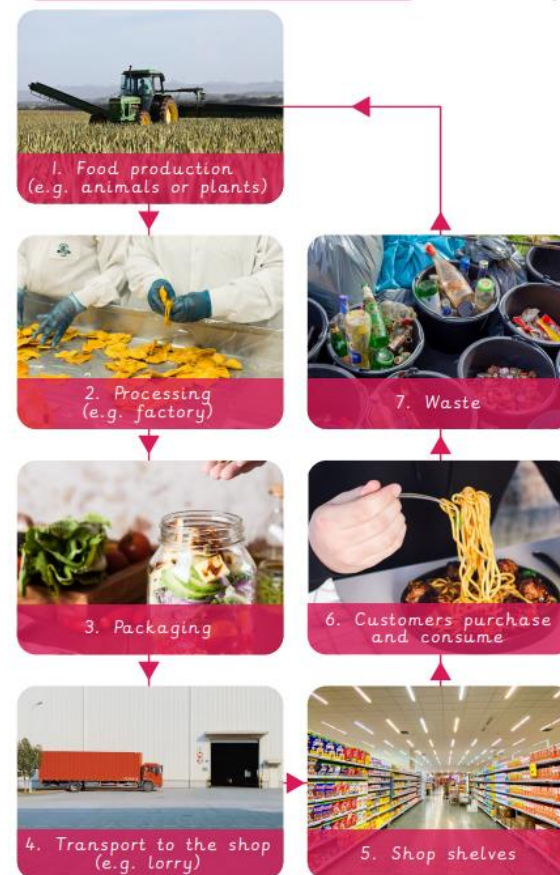 1. Food production
(e.g. animals or plants)
2. Processing
(e.g. factory)
3. Packaging
4. Transport to the shop
(e.g. lorry)
5. Shop shelves
6. Customers purchase
and consume
7. Waste